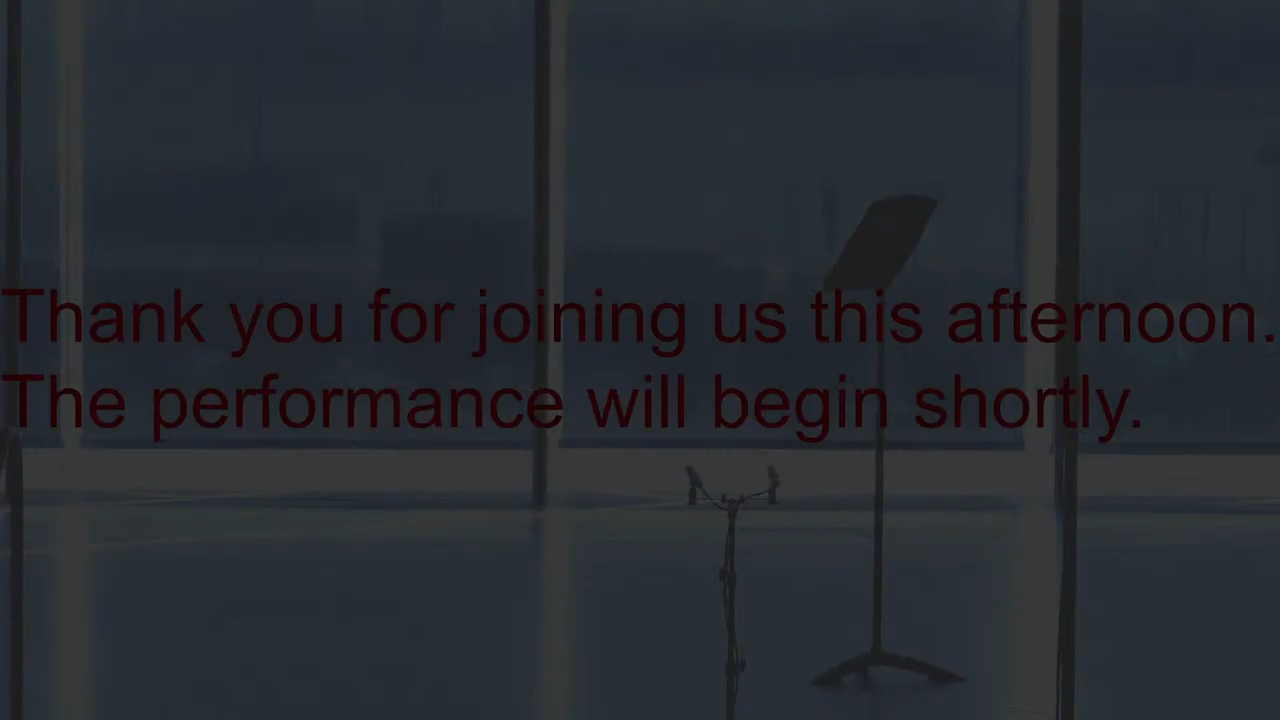 Thank you for joining us this afternoon.
The performance will begin shortly.